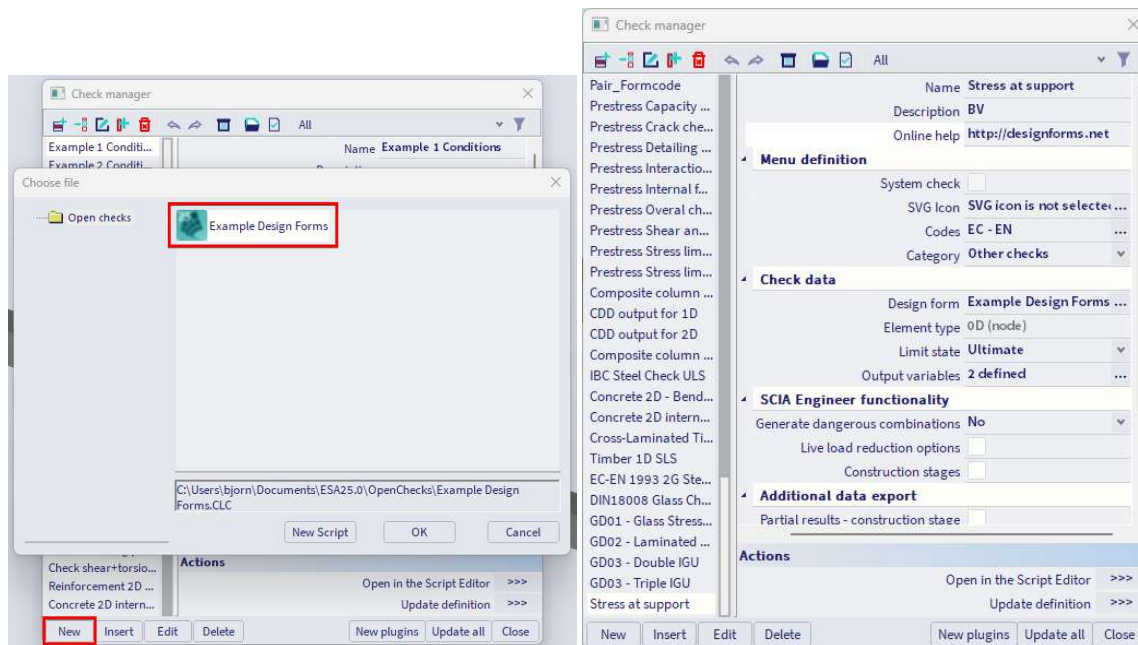 Check manager
All
Example 1 Conditi...
Name Example 1 Conditions
Example 2 Conditi...
Choose file
Open checks
Example Design Forms
C:\Users\bjorn\Documents\ESA25.0\OpenChecks\Example Design
Forms.CLC
New Script OK Cancel
Check shear+torsio...
Reinforcement 2D ...
Concrete 2D intern...
Actions
Open in the Script Editor >>>
Update definition >>>
New Insert Edit Delete New plugins Update all Close
Check manager
All
Pair_Formcode
Prestress Capacity ...
Prestress Crack che...
Prestress Detailing ...
Prestress Interactio...
Prestress Internal f...
Prestress Overal ch...
Prestress Shear an...
Prestress Stress lim...
Prestress Stress lim...
Composite column ...
CDD output for 1D
CDD output for 2D
Composite column ...
IBC Steel Check ULS
Concrete 2D - Bend...
Concrete 2D intern...
Cross-Laminated Ti...
Timber 1D SLS
EC-EN 1993 2G Ste...
DIN18008 Glass Ch...
GD01 - Glass Stress...
GD02 - Laminated ...
GD03 - Double IGU
GD03 - Triple IGU
Stress at support
Name Stress at support
Description BV
Online help http://designforms.net
Menu definition
System check
SVG Icon SVG icon is not selecte ...
Codes EC - EN ...
Category Other checks
Check data
Design form Example Design Forms ...
Element type 0D (node)
Limit state Ultimate
Output variables 2 defined ...
SCIA Engineer functionality
Generate dangerous combinations No
Live load reduction options
Construction stages
Additional data export
Partial results - construction stage
Actions
Open in the Script Editor >>>
Update definition >>>
New Insert Edit Delete New plugins Update all Close